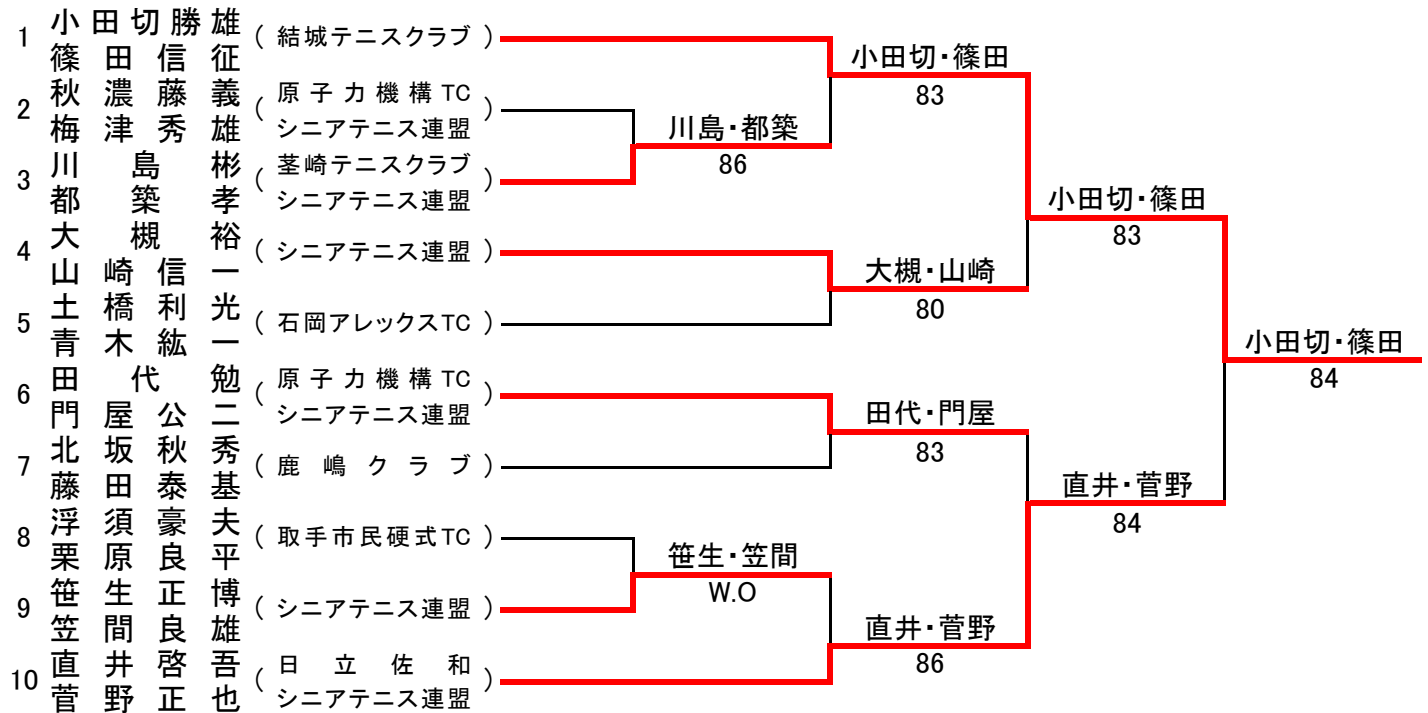 1 小田切勝雄 (結城テニスクラブ)
篠田信征
2 秋濃藤義 (原子力機構TC
梅津秀雄 シニアテニス連盟)
3 川島彬 (茎崎テニスクラブ
都築孝 シニアテニス連盟)
4 大槻裕 (シニアテニス連盟)
山崎信一
5 土橋利光 (石岡アレックスTC)
青木紘一
6 田代勉 (原子力機構TC
門屋公二 シニアテニス連盟)
7 北坂秋秀 (鹿嶋クラブ)
藤田泰基
8 浮須豪夫 (取手市民硬式TC)
栗原良平
9 笹生正博 (シニアテニス連盟)
笠間良雄
10 直井啓吾 (日立佐和
菅野正也 シニアテニス連盟)
川島・都築
86
笹生・笠間
W.O
小田切・篠田
83
大槻・山崎
80
田代・門屋
83
直井・菅野
86
小田切・篠田
83
直井・菅野
84
小田切・篠田
84